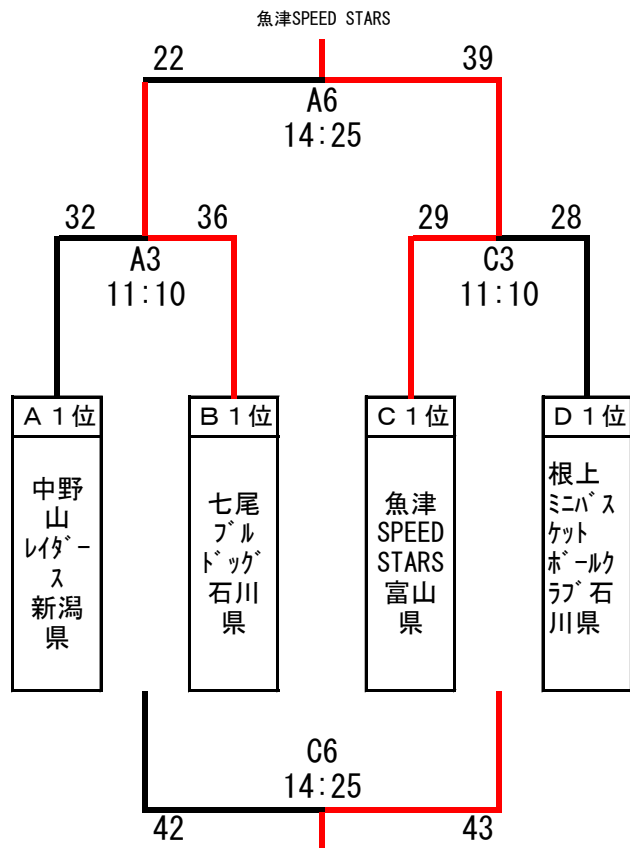 魚津SPEED STARS
22
39
A6
14:25
32
36
29
28
A3
11:10
C3
11:10
A１位
B１位
C１位
D１位
中野
山
ﾚｲﾀﾞｰ
ｽ
新潟
県
七尾
ﾌﾞﾙ
ﾄﾞｯｸﾞ
石川
県
魚津
SPEED
STARS
富山
県
根上
ﾐﾆﾊﾞｽ
ｹｯﾄ
ﾎﾞｰﾙｸ
ﾗﾌﾞ石
川県
C6
14:25
42
43